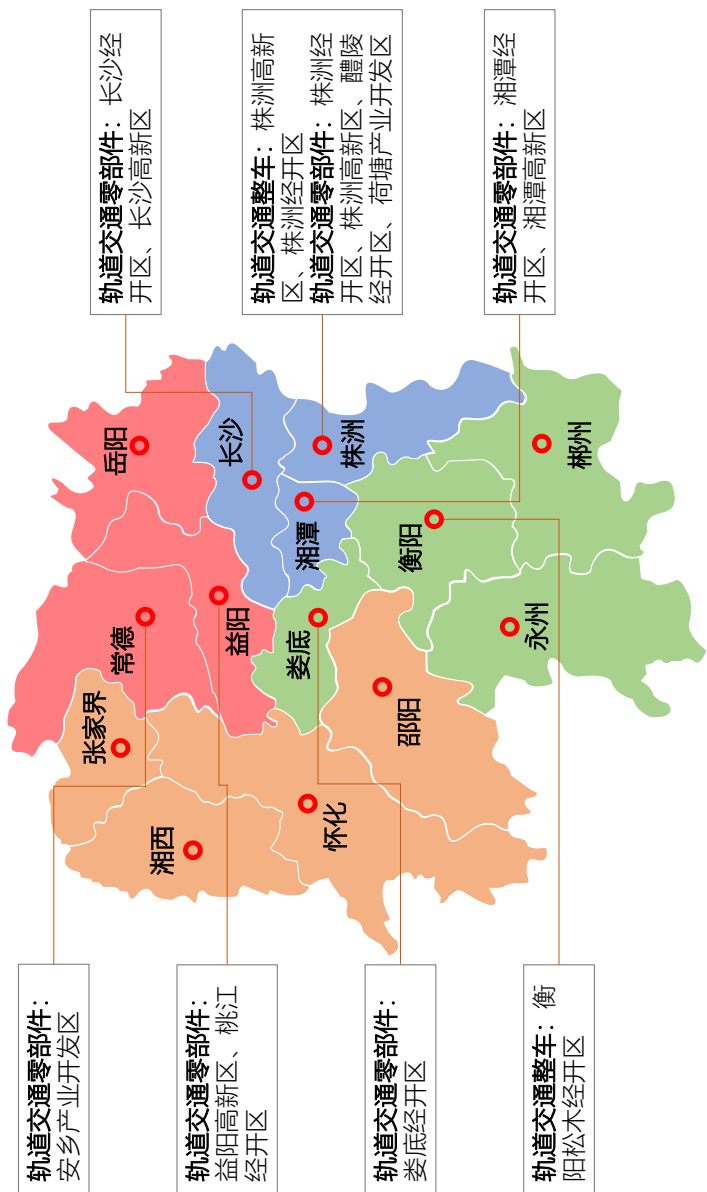 轨道交通零部件：
安乡产业开发区
轨道交通零部件：
益阳高新区、桃江
经开区
轨道交通零部件：
娄底经开区
轨道交通整车：衡
阳松木经开区
张家界
常德
岳阳
湘西
益阳
长沙
怀化
娄底
湘潭
株洲
邵阳
衡阳
永州
郴州
轨道交通零部件：长沙经
开区、长沙高新区
轨道交通整车：株洲高新
区、株洲经开区
轨道交通零部件：株洲经
开区、株洲高新区、醴陵
经开区、荷塘产业开发区
轨道交通零部件：湘潭经
开区、湘潭高新区